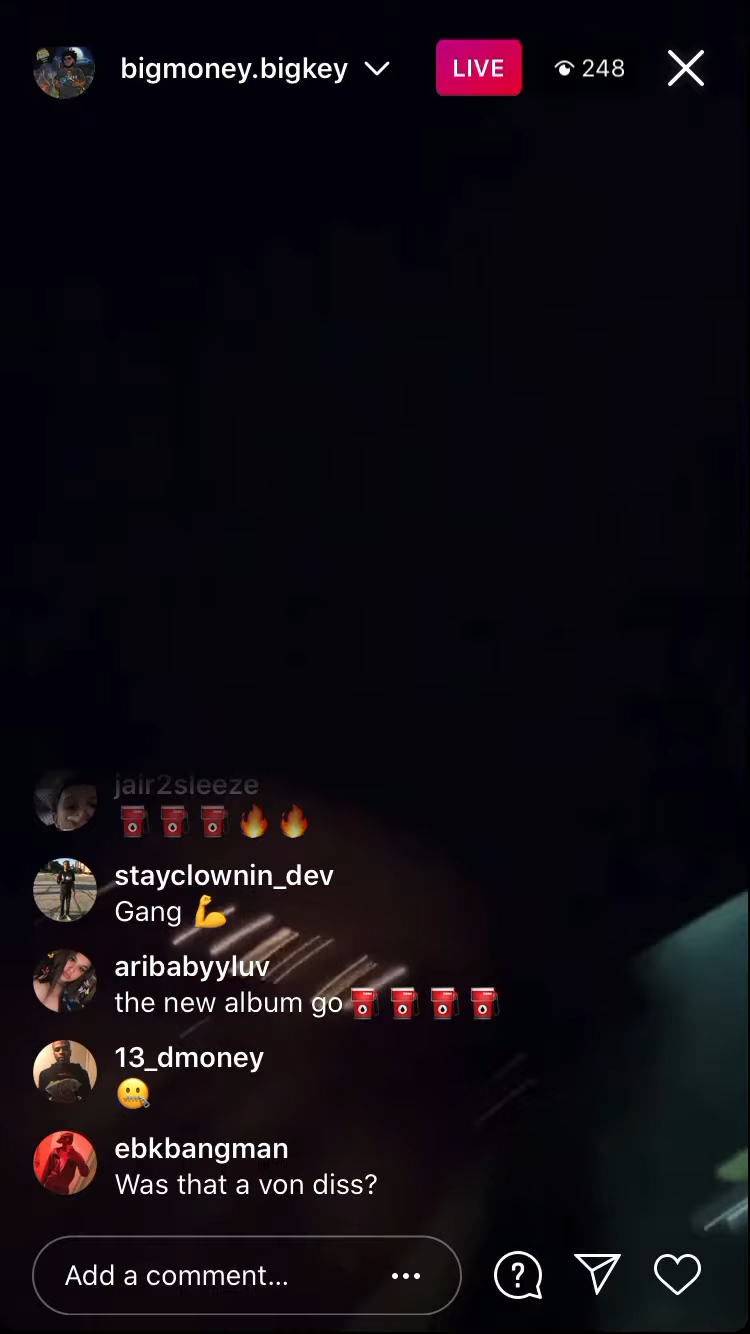 bigmoney.bigkey LIVE 248
jair2sleeze
⛽⛽⛽🔥🔥
stayclownin_dev
Gang 💪
aribabyyluv
the new album go⛽⛽⛽⛽
13_dmoney
🤐
ebkbangman
Was that a von diss?
Add a comment...